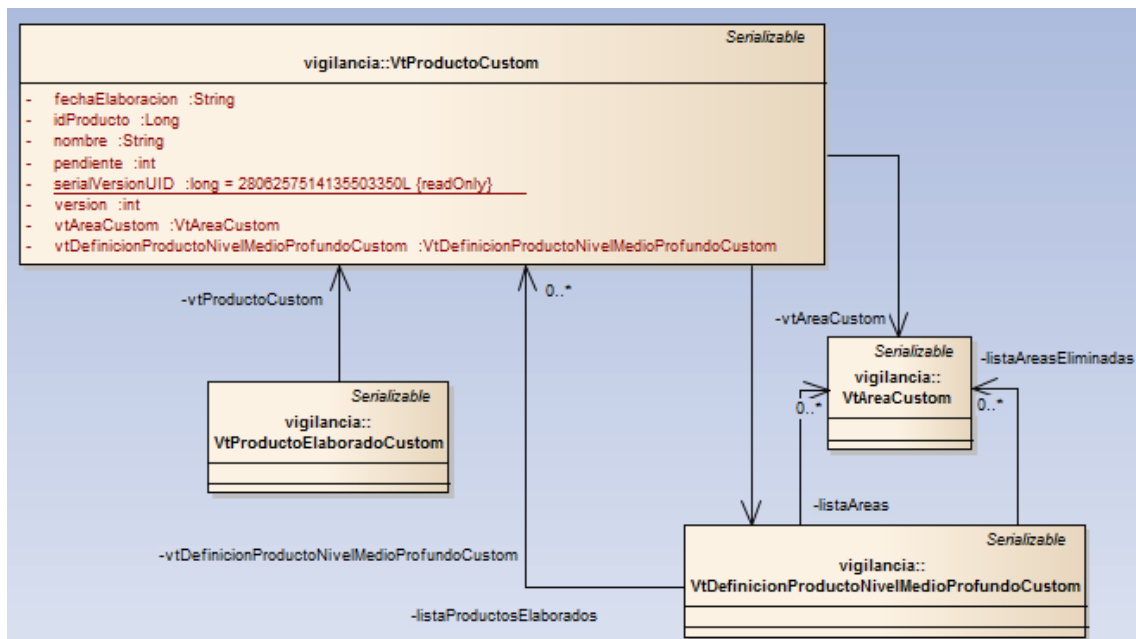 Serializable
vigilancia::VtProductoCustom
- fechaElaboracion :String
- idProducto :Long
- nombre :String
- pendiente :int
- serialVersionUID :long = 2806257514135503350L {readOnly}
- version :int
- vtAreaCustom :VtAreaCustom
- vtDefinicionProductoNivelMedioProfundoCustom :VtDefinicionProductoNivelMedioProfundoCustom
-vtProductoCustom
0..*
-vtAreaCustom
Serializable
vigilancia::
VtAreaCustom
-listaAreasEliminadas
0..*
0..*
Serializable
vigilancia::
VtProductoElaboradoCustom
-listaAreas
-vtDefinicionProductoNivelMedioProfundoCustom
Serializable
vigilancia::
VtDefinicionProductoNivelMedioProfundoCustom
-listaProductosElaborados